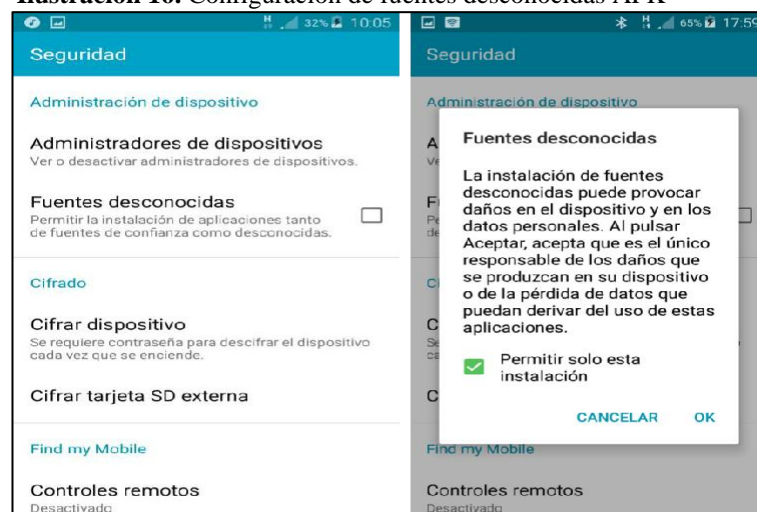 Ilustración 16. Configuración de fuentes desconocidas APK
32% 10:05
Seguridad
Administración de dispositivo
Administradores de dispositivos
Ver o desactivar administradores de dispositivos.
Fuentes desconocidas
Permitir la instalación de aplicaciones tanto
de fuentes de confianza como desconocidas.
Cifrado
Cifrar dispositivo
Se requiere contraseña para descifrar el dispositivo
cada vez que se enciende.
Cifrar tarjeta SD externa
Find my Mobile
Controles remotos
Desactivado
65% 17:59
Seguridad
Administración de dispositivo
Fuentes desconocidas
La instalación de fuentes
desconocidas puede provocar
daños en el dispositivo y en los
datos personales. Al pulsar
Aceptar, acepta que es el único
responsable de los daños que
se produzcan en su dispositivo
o de la pérdida de datos que
puedan derivar del uso de estas
aplicaciones.
Permitir solo esta
instalación
CANCELAR OK
Find my Mobile
Controles remotos
Desactivado